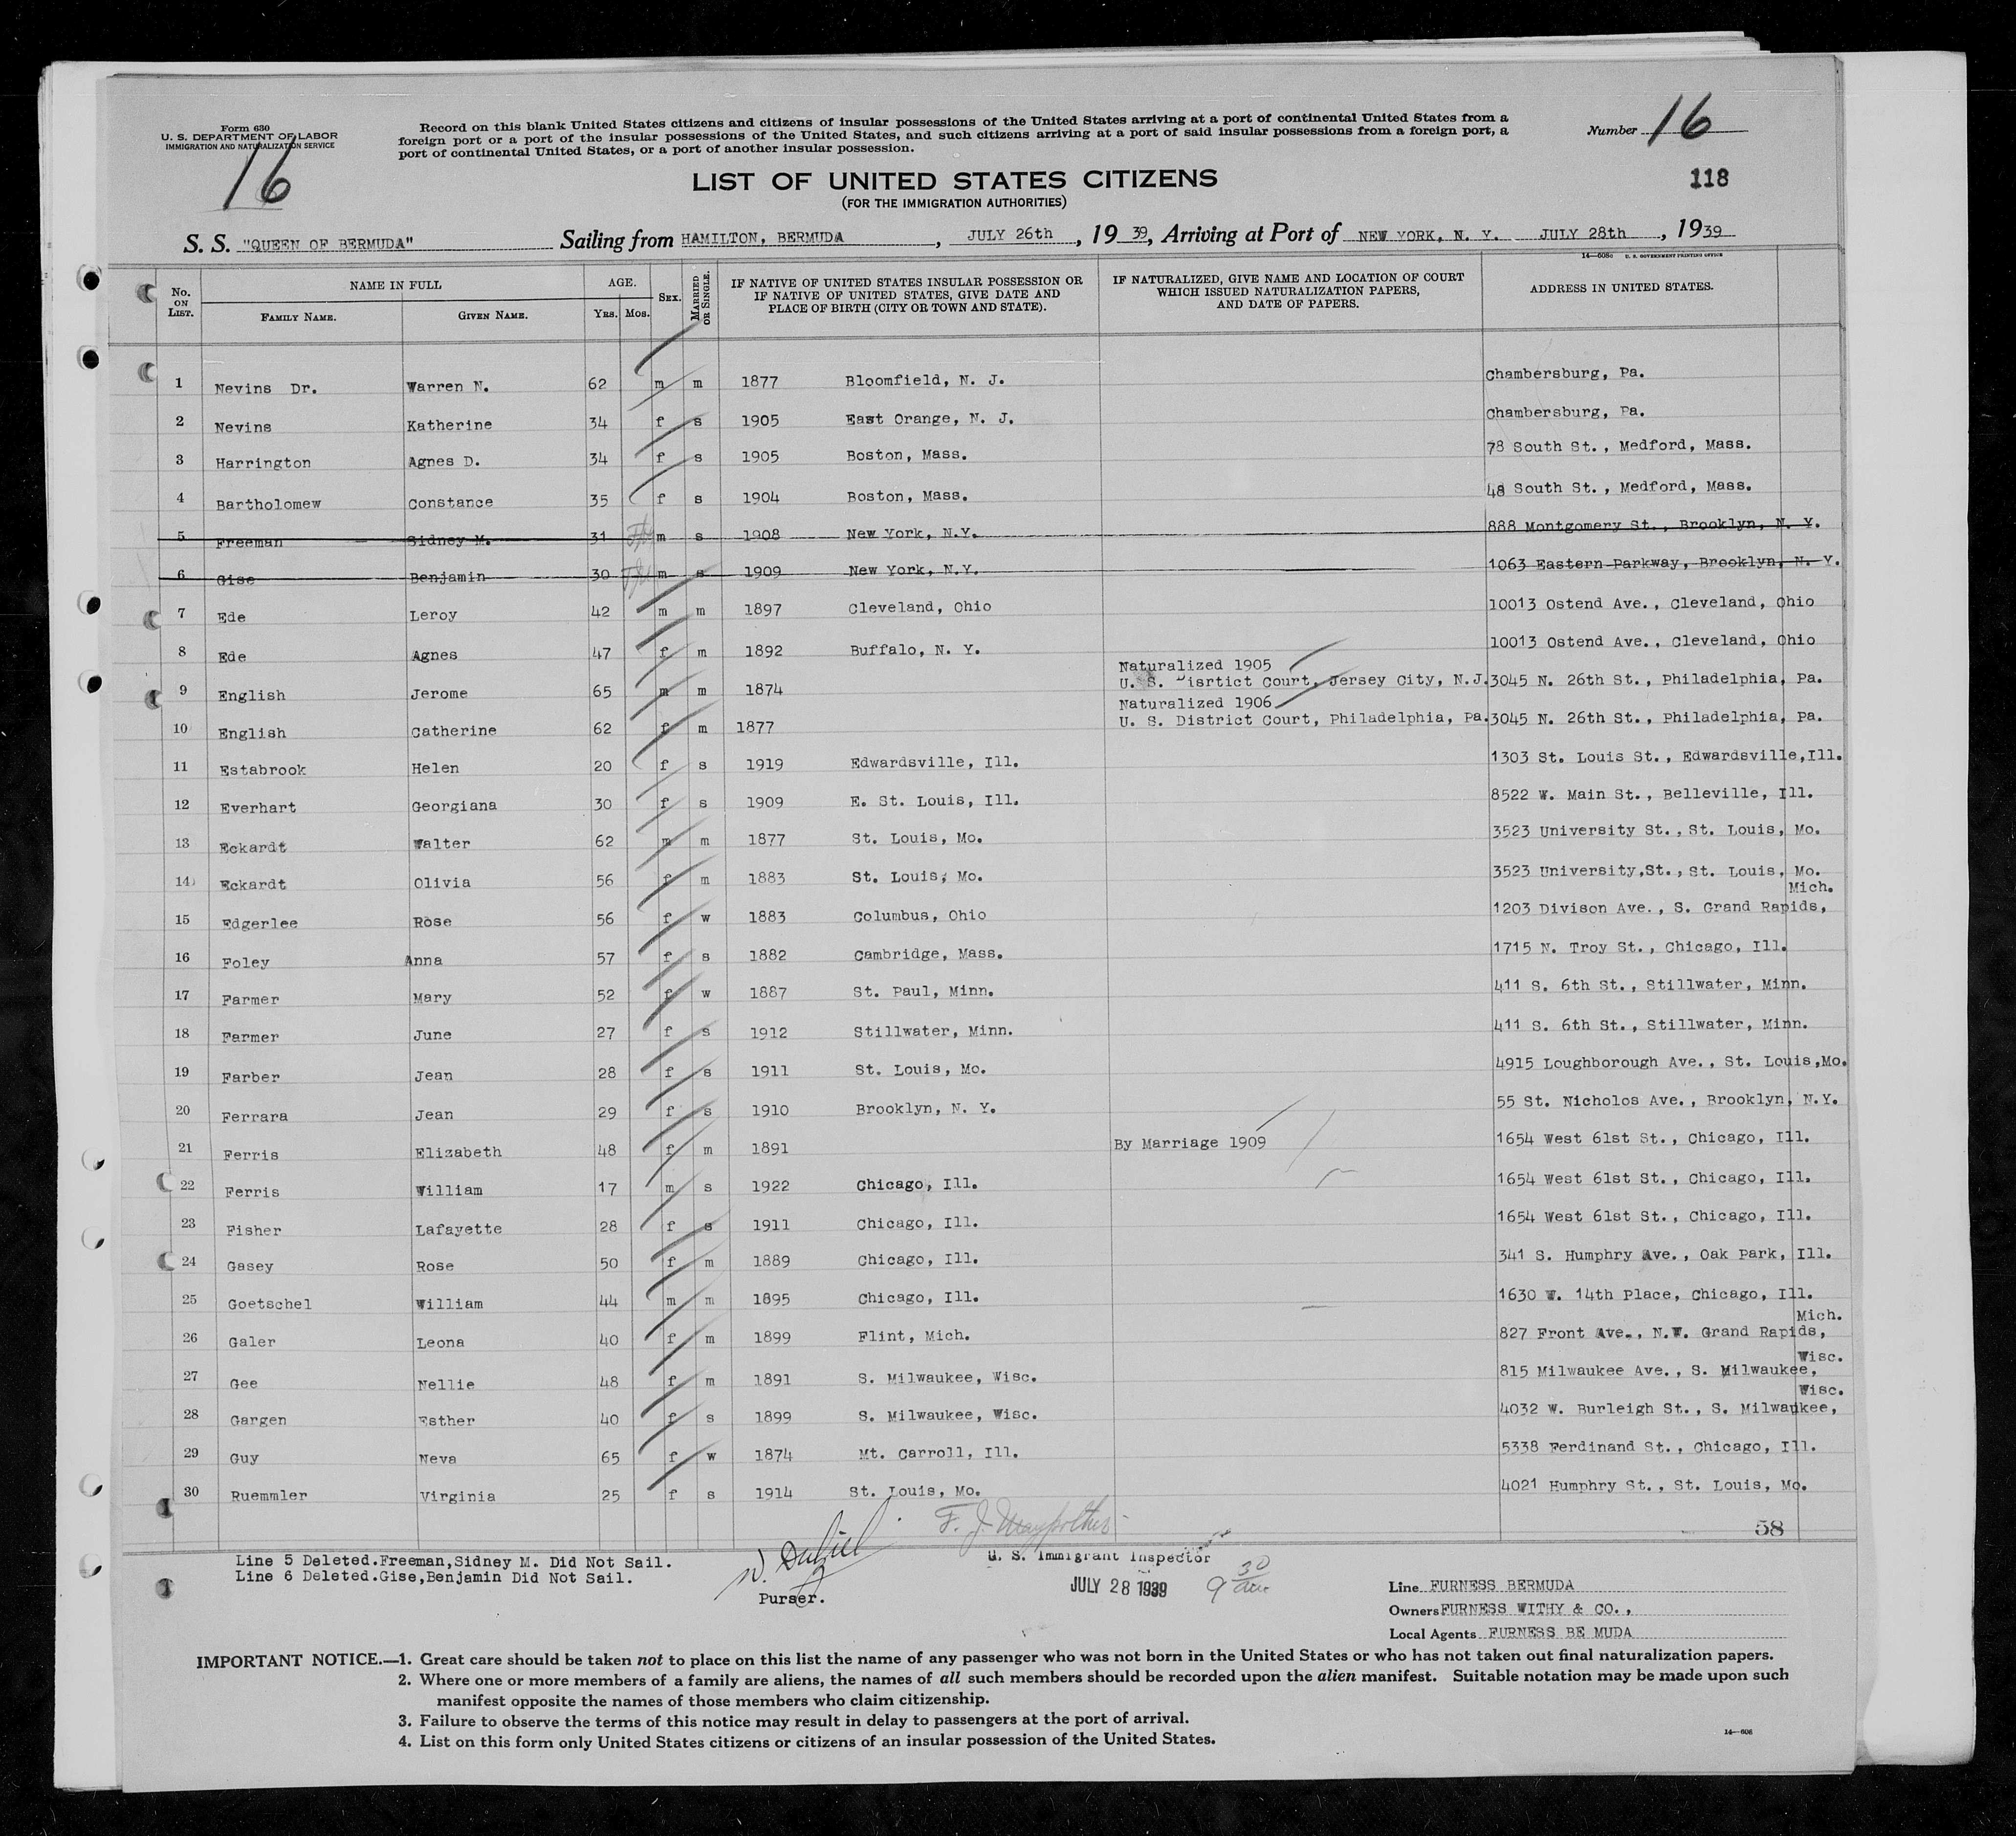 Form 630
U. S. DEPARTMENT OF LABOR
IMMIGRATION AND NATURALIZATION SERVICE
16
Record on this blank United States citizens and citizens of insular possessions of the United States arriving at a port of continental United States from a
foreign port or a port of the insular possessions of the United States, and such citizens arriving at a port of said insular possessions from a foreign port, a
port of continental United States, or a port of another insular possession.
Number 16
118
LIST OF UNITED STATES CITIZENS
(FOR THE IMMIGRATION AUTHORITIES)
S. S. "QUEEN OF BERMUDA" Sailing from HAMILTON, BERMUDA, JULY 26th, 1939, Arriving at Port of NEW YORK, N. Y. JULY 28th, 1939
14—608c U. S. GOVERNMENT PRINTING OFFICE
No. ON LIST. NAME IN FULL FAMILY NAME. GIVEN NAME. AGE. YRS. MOS. SEX. MARRIED OR SINGLE. IF NATIVE OF UNITED STATES INSULAR POSSESSION OR IF NATIVE OF UNITED STATES, GIVE DATE AND PLACE OF BIRTH (CITY OR TOWN AND STATE). IF NATURALIZED, GIVE NAME AND LOCATION OF COURT WHICH ISSUED NATURALIZATION PAPERS, AND DATE OF PAPERS. ADDRESS IN UNITED STATES.
1 Nevins Dr. Warren N. 62 m m 1877 Bloomfield, N. J. Chambersburg, Pa.
2 Nevins Katherine 34 f s 1905 East Orange, N. J. Chambersburg, Pa.
3 Harrington Agnes D. 34 f s 1905 Boston, Mass. 78 South St., Medford, Mass.
4 Bartholomew Constance 35 f s 1904 Boston, Mass. 48 South St., Medford, Mass.
5 Freeman Sidney M. 31 m s 1908 New York, N.Y. 888 Montgomery St., Brooklyn, N. Y.
6 Gise Benjamin 30 m s 1909 New York, N.Y. 1063 Eastern Parkway, Brooklyn, N. Y.
7 Ede Leroy 42 m m 1897 Cleveland, Ohio 10013 Ostend Ave., Cleveland, Ohio
8 Ede Agnes 47 f m 1892 Buffalo, N. Y. 10013 Ostend Ave., Cleveland, Ohio
Naturalized 1905
9 English Jerome 65 m m 1874 U. S. Disrtict Court, Jersey City, N.J. 3045 N. 26th St., Philadelphia, Pa.
Naturalized 1906
10 English Catherine 62 f m 1877 U. S. District Court, Philadelphia, Pa. 3045 N. 26th St., Philadelphia, Pa.
11 Estabrook Helen 20 f s 1919 Edwardsville, Ill. 1303 St. Louis St., Edwardsville,Ill.
12 Everhart Georgiana 30 f s 1909 E. St. Louis, Ill. 8522 W. Main St., Belleville, Ill.
13 Eckardt Walter 62 m m 1877 St. Louis, Mo. 3523 University St., St. Louis, Mo.
14 Eckardt Olivia 56 f m 1883 St. Louis, Mo. 3523 University,St., St. Louis, Mo.
Mich.
15 Edgerlee Rose 56 f w 1883 Columbus, Ohio 1203 Divison Ave., S. Grand Rapids,
16 Foley Anna 57 f s 1882 Cambridge, Mass. 1715 N. Troy St., Chicago, Ill.
17 Farmer Mary 52 f w 1887 St. Paul, Minn. 411 S. 6th St., Stillwater, Minn.
18 Farmer June 27 f s 1912 Stillwater, Minn. 411 S. 6th St., Stillwater, Minn.
19 Farber Jean 28 f s 1911 St. Louis, Mo. 4915 Loughborough Ave., St. Louis,Mo.
20 Ferrara Jean 29 f s 1910 Brooklyn, N. Y. 55 St. Nicholos Ave., Brooklyn, N.Y.
21 Ferris Elizabeth 48 f m 1891 By Marriage 1909 1654 West 61st St., Chicago, Ill.
22 Ferris William 17 m s 1922 Chicago, Ill. 1654 West 61st St., Chicago, Ill.
23 Fisher Lafayette 28 f s 1911 Chicago, Ill. 1654 West 61st St., Chicago, Ill.
24 Gasey Rose 50 f m 1889 Chicago, Ill. 341 S. Humphry Ave., Oak Park, Ill.
25 Goetschel William 44 m m 1895 Chicago, Ill. 1630 W. 14th Place, Chicago, Ill.
Mich.
26 Galer Leona 40 f m 1899 Flint, Mich. 827 Front Ave., N.W. Grand Rapids,
Wisc.
27 Gee Nellie 48 f m 1891 S. Milwaukee, Wisc. 815 Milwaukee Ave., S. Milwaukee,
Wisc.
28 Gargen Esther 40 f s 1899 S. Milwaukee, Wisc. 4032 W. Burleigh St., S. Milwaukee,
29 Guy Neva 65 f w 1874 Mt. Carroll, Ill. 5338 Ferdinand St., Chicago, Ill.
30 Ruemmler Virginia 25 f s 1914 St. Louis, Mo. 4021 Humphry St., St. Louis, Mo.
58
Line 5 Deleted.Freeman,Sidney M. Did Not Sail.
Line 6 Deleted.Gise,Benjamin Did Not Sail.
Purser.
F. J.
U. S. Immigrant Inspector
JULY 28 1939 9 30
Line FURNESS BERMUDA
Owners FURNESS WITHY & CO.,
Local Agents FURNESS BE MUDA
IMPORTANT NOTICE.—1. Great care should be taken not to place on this list the name of any passenger who was not born in the United States or who has not taken out final naturalization papers.
2. Where one or more members of a family are aliens, the names of all such members should be recorded upon the alien manifest. Suitable notation may be made upon such
manifest opposite the names of those members who claim citizenship.
3. Failure to observe the terms of this notice may result in delay to passengers at the port of arrival.
4. List on this form only United States citizens or citizens of an insular possession of the United States.
14—608